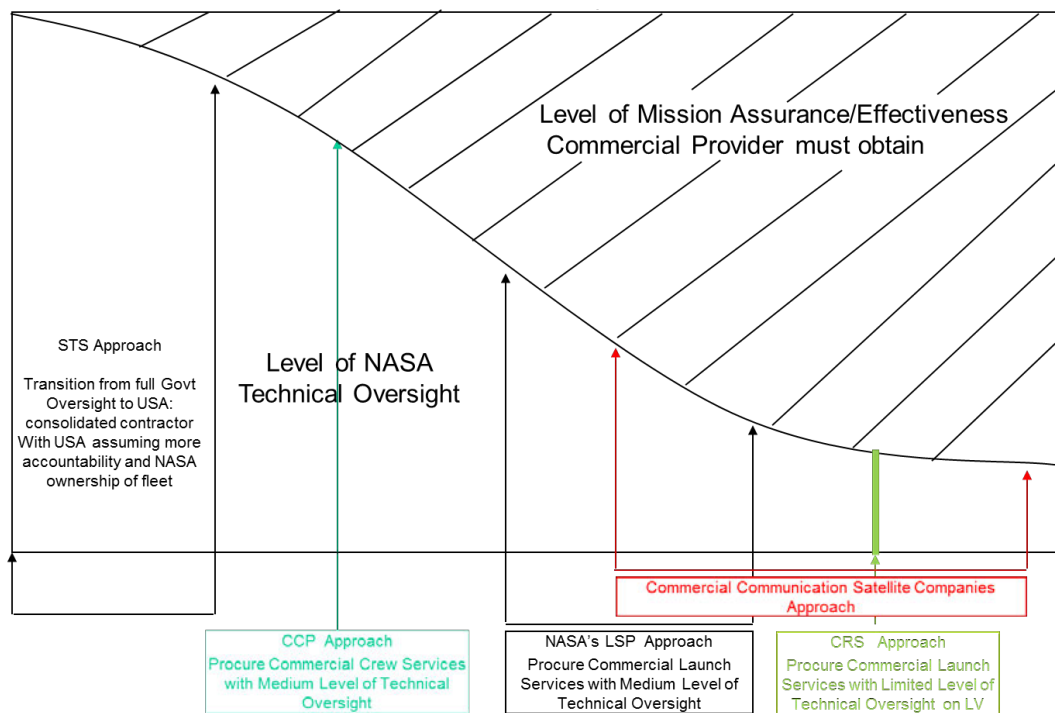 Level of Mission Assurance/Effectiveness
Commercial Provider must obtain
STS Approach
Transition from full Govt
Oversight to USA:
consolidated contractor
With USA assuming more
accountability and NASA
ownership of fleet
Level of NASA
Technical Oversight
Commercial Communication Satellite Companies
Approach
CCP Approach
Procure Commercial Crew Services
with Medium Level of Technical
Oversight
NASA's LSP Approach
Procure Commercial Launch
Services with Medium Level of
Technical Oversight
CRS Approach
Procure Commercial Launch
Services with Limited Level of
Technical Oversight on LV